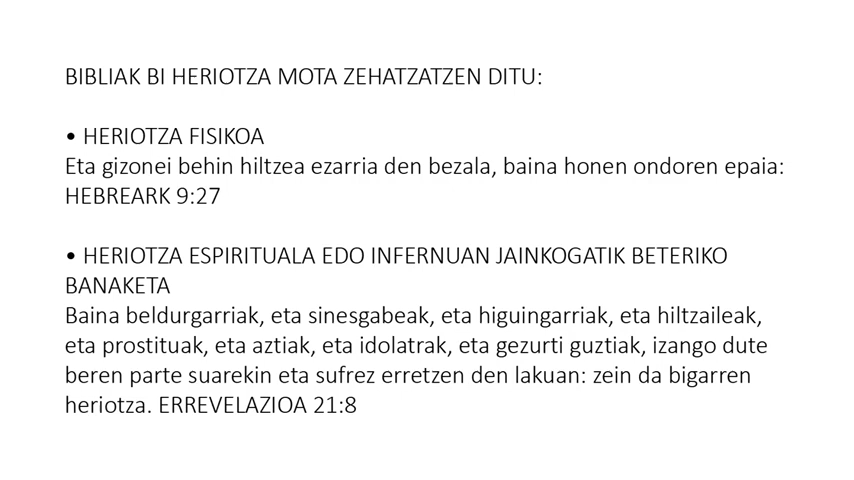 BIBLIAK BI HERIOTZA MOTA ZEHATZATZEN DITU:
• HERIOTZA FISIKOA
Eta gizonei behin hiltzea ezarria den bezala, baina honen ondoren epaia:
HEBREARK 9:27
• HERIOTZA ESPIRITUALA EDO INFERNUAN JAINKOGATIK BETERIKO
BANAKETA
Baina beldurgarriak, eta sinesgabeak, eta higuingarriak, eta hiltzaileak,
eta prostituak, eta aztiak, eta idolatrak, eta gezurti guztiak, izango dute
beren parte suarekin eta sufrez erretzen den lakuan: zein da bigarren
heriotza. ERREVELAZIOA 21:8